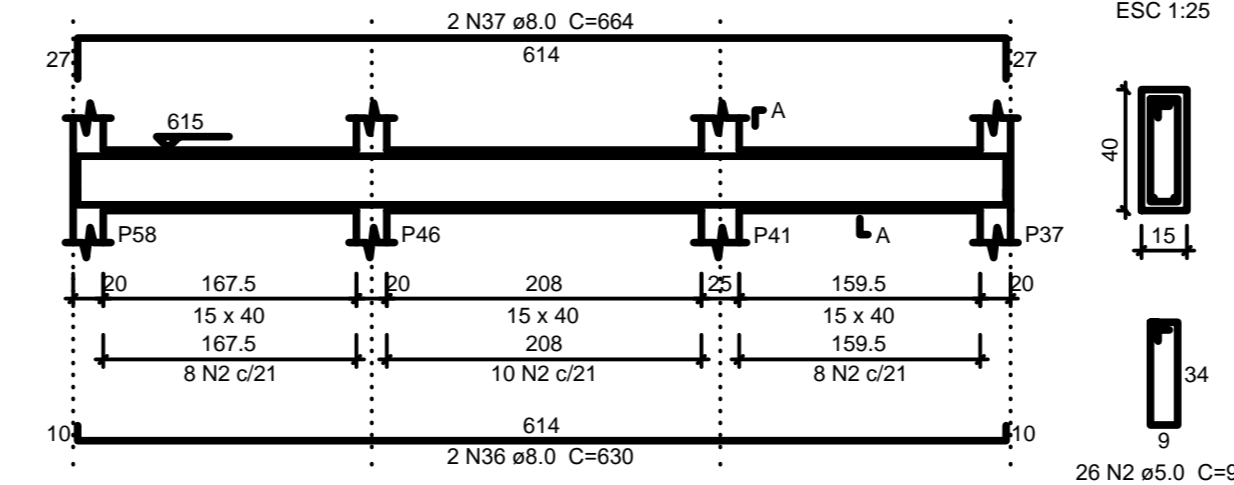 2 N37 ø8.0 C=664
ESC 1:25
27
614
27
615
A
40
P58
P46
P41
A
P37
15
20
167.5
20
208
25
159.5
20
15 x 40
15 x 40
15 x 40
167.5
208
159.5
8 N2 c/21
10 N2 c/21
8 N2 c/21
34
10
614
10
9
2 N36 ø8.0 C=630
26 N2 ø5.0 C=9